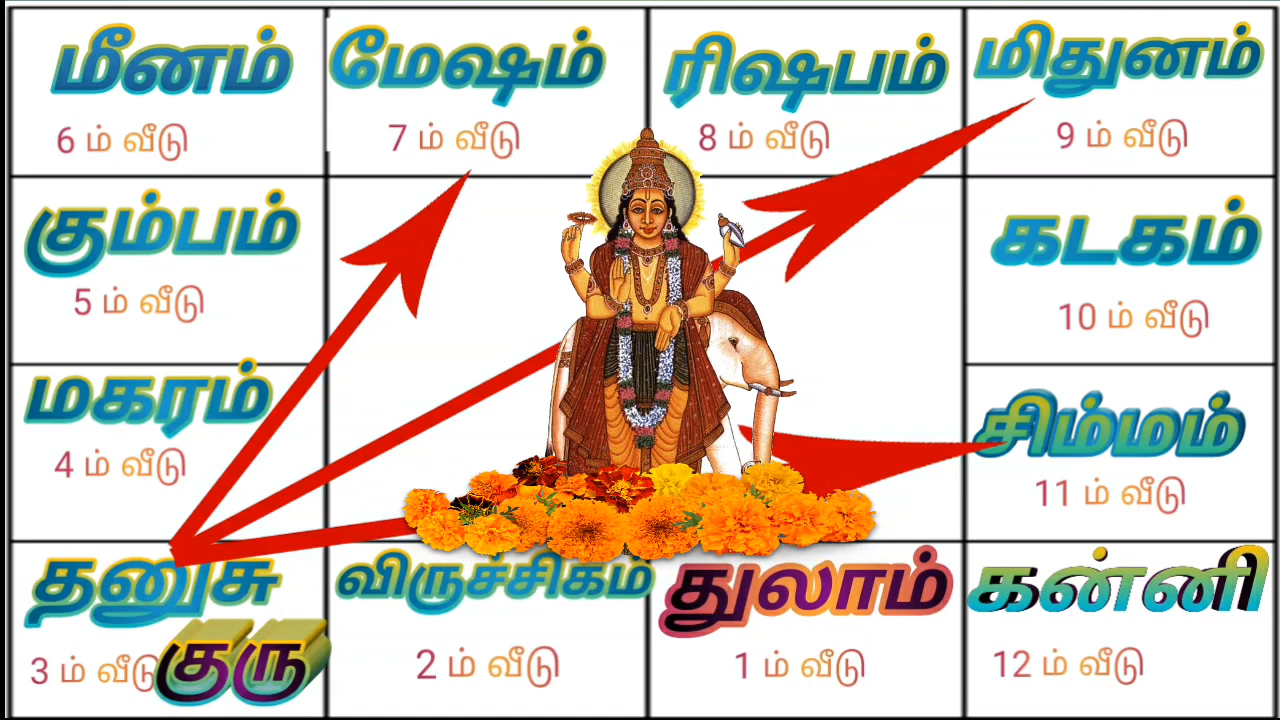 மீனம்
6 ம் வீடு
மேஷம்
7 ம் வீடு
ரிஷபம்
8 ம் வீடு
மிதுனம்
9 ம் வீடு
கும்பம்
5 ம் வீடு
கடகம்
10 ம் வீடு
மகரம்
4 ம் வீடு
சிம்மம்
11 ம் வீடு
தனுசு
3 ம் வீடு
குரு
விருச்சிகம்
2 ம் வீடு
துலாம்
1 ம் வீடு
கன்னி
12 ம் வீடு